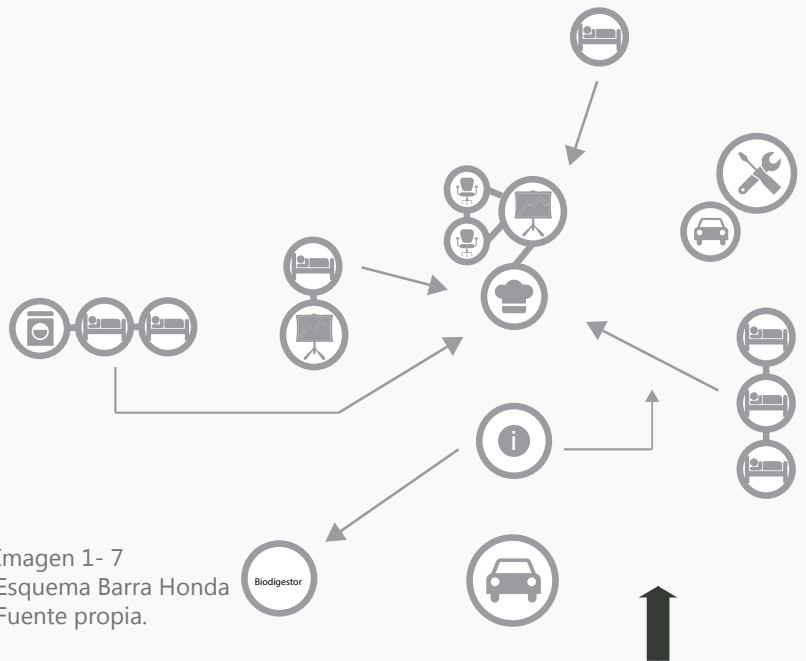 i
Biodigestor
Imagen 1- 7
Esquema Barra Honda
Fuente propia.